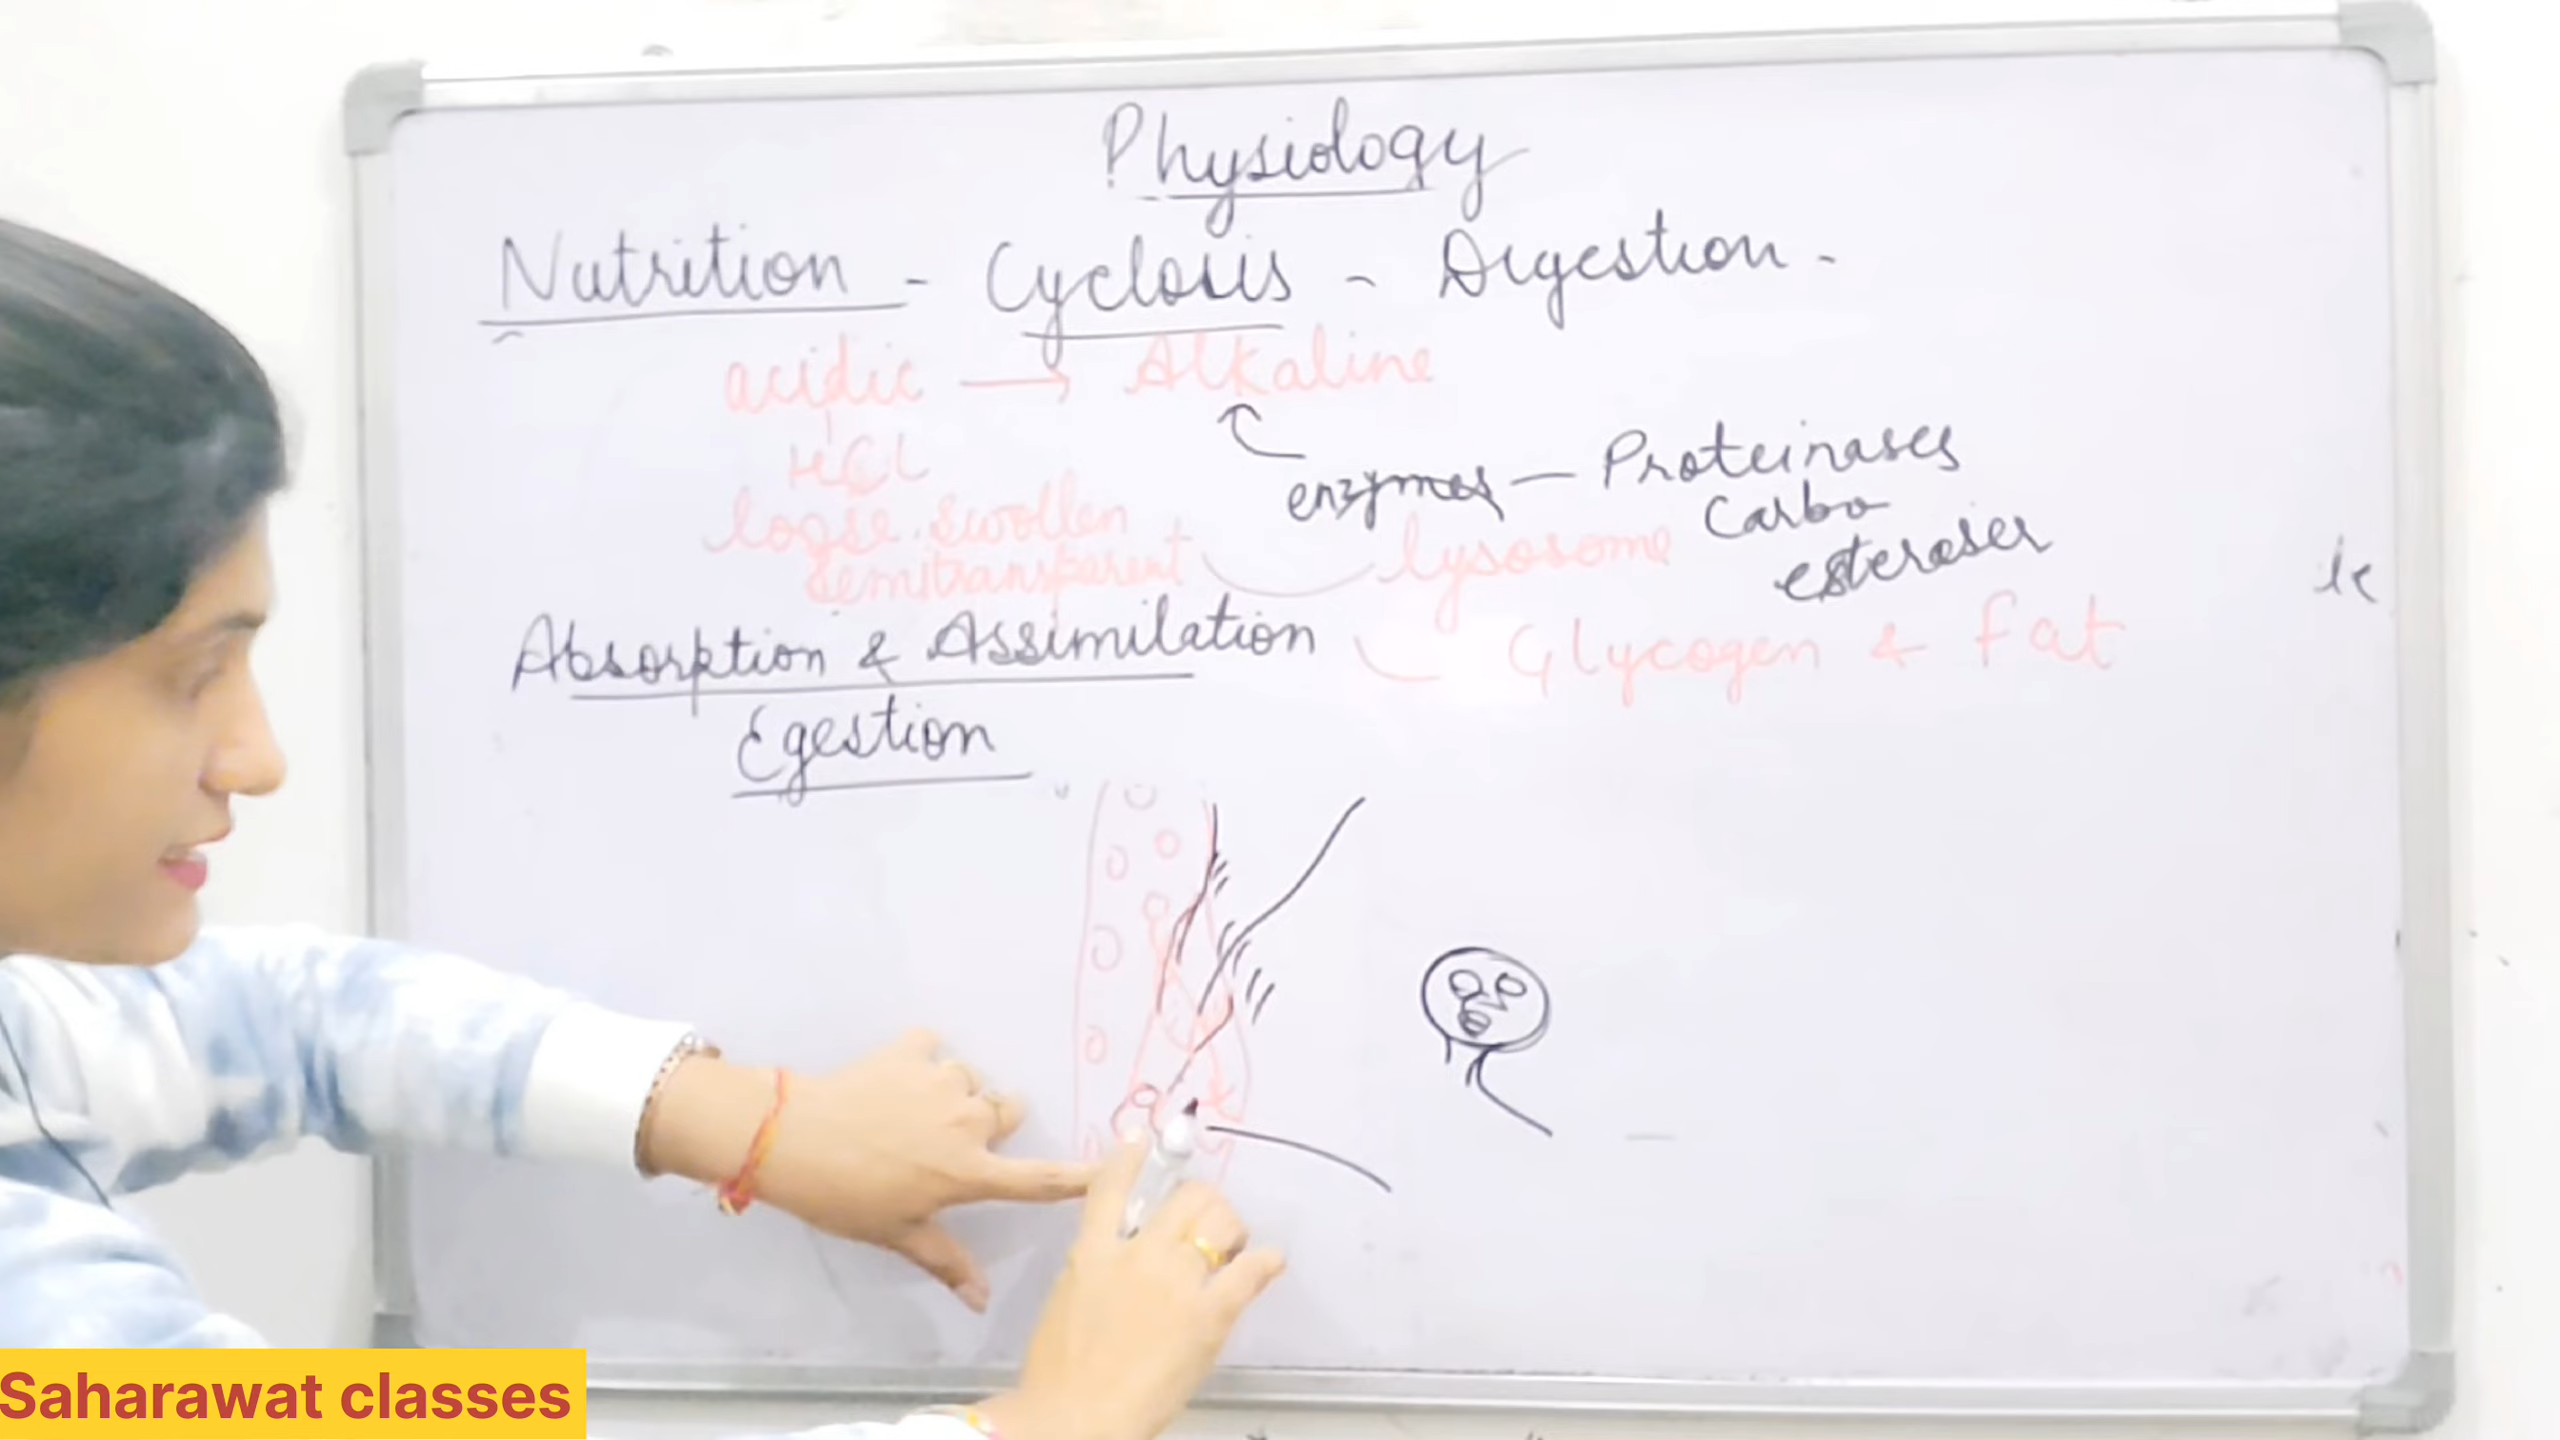 Physiology
Nutrition - Cyclosis - Digestion -
acidic → Alkaline
HCl
enzymes — Proteinases
Carbo
esterases
loose swollen +
semitransparent
lysosome
Absorption & Assimilation
Glycogen & fat
Egestion
Saharawat classes